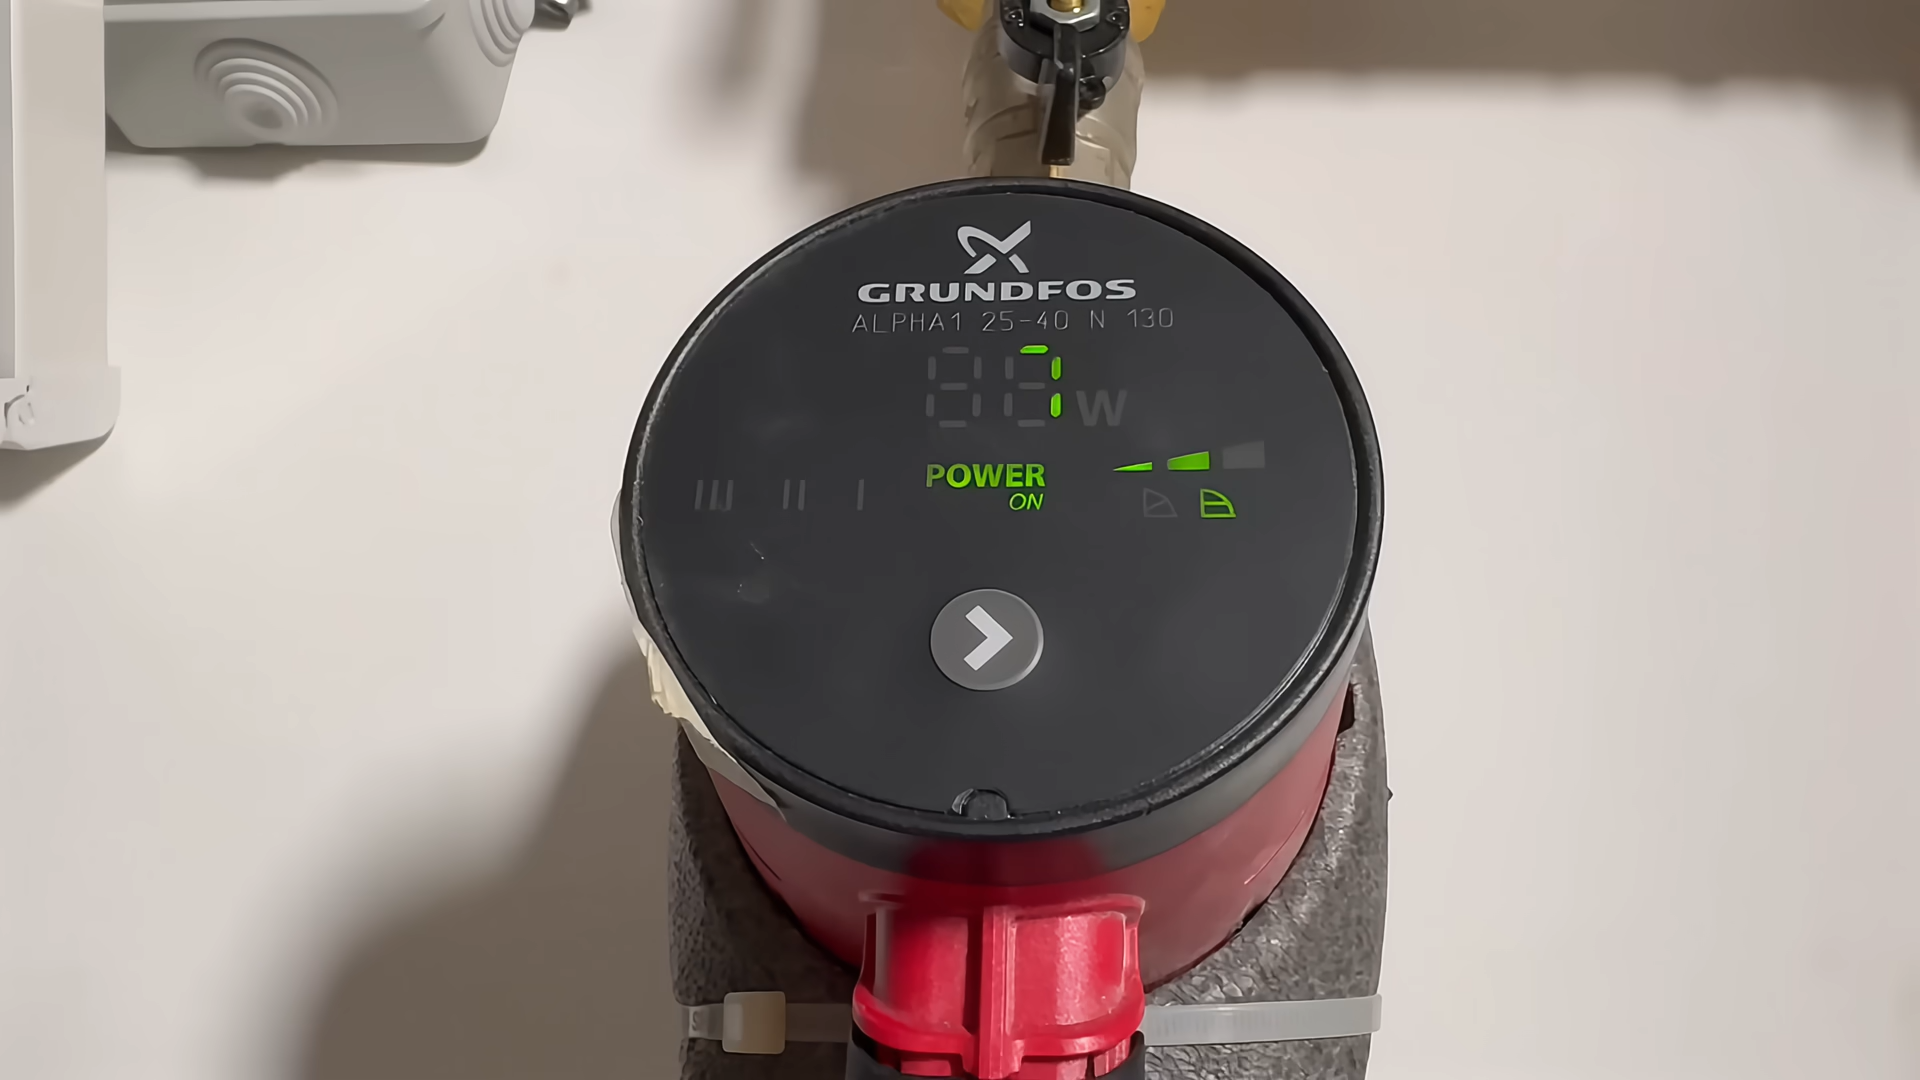 GRUNDFOS
ALPHA1 25-40 N 130
7 W
III II I
POWER
ON